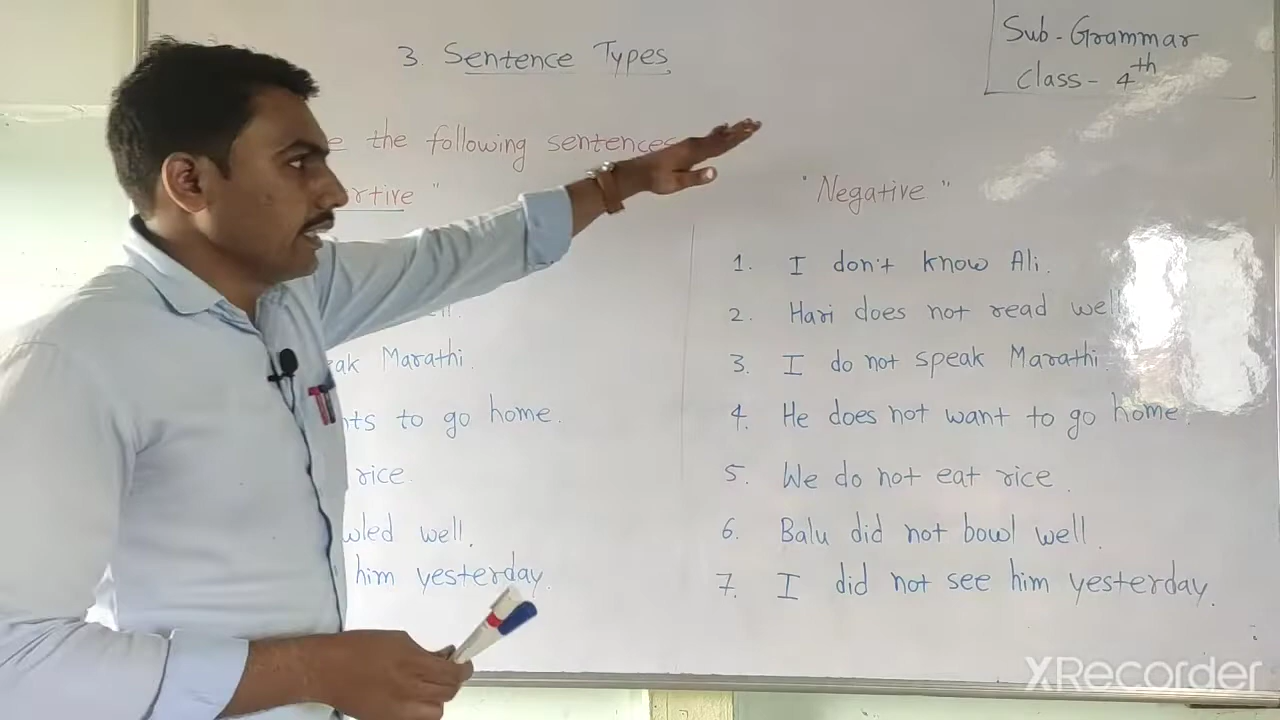 3. Sentence Types
Sub-Grammar
Class- 4th
the following sentences
"Negative"
ll.
Marathi.
to go home.
rice.
well.
him yesterday.
1. I don't know Ali.
2. Hari does not read well
3. I do not speak Marathi.
4. He does not want to go home.
5. We do not eat rice.
6. Balu did not bowl well.
7. I did not see him yesterday.
XRecorder